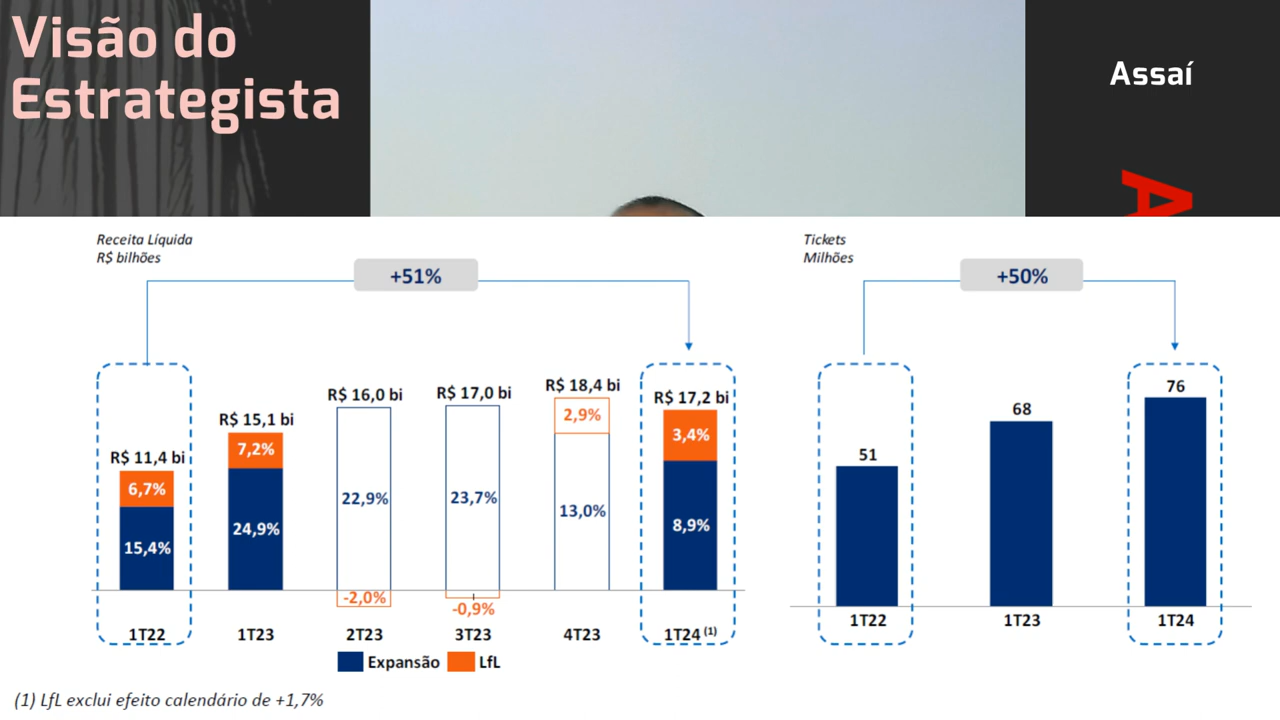 Visão do
Estrategista
Assaí
A
Receita Líquida
R$ bilhões
+51%
R$ 11,4 bi
R$ 15,1 bi
R$ 16,0 bi
R$ 17,0 bi
R$ 18,4 bi
R$ 17,2 bi
6,7%
7,2%
2,9%
3,4%
15,4%
24,9%
22,9%
23,7%
13,0%
8,9%
-2,0%
-0,9%
1T22
1T23
2T23
3T23
4T23
1T24 (1)
Expansão
LfL
Tickets
Milhões
+50%
51
68
76
1T22
1T23
1T24
(1) LfL exclui efeito calendário de +1,7%